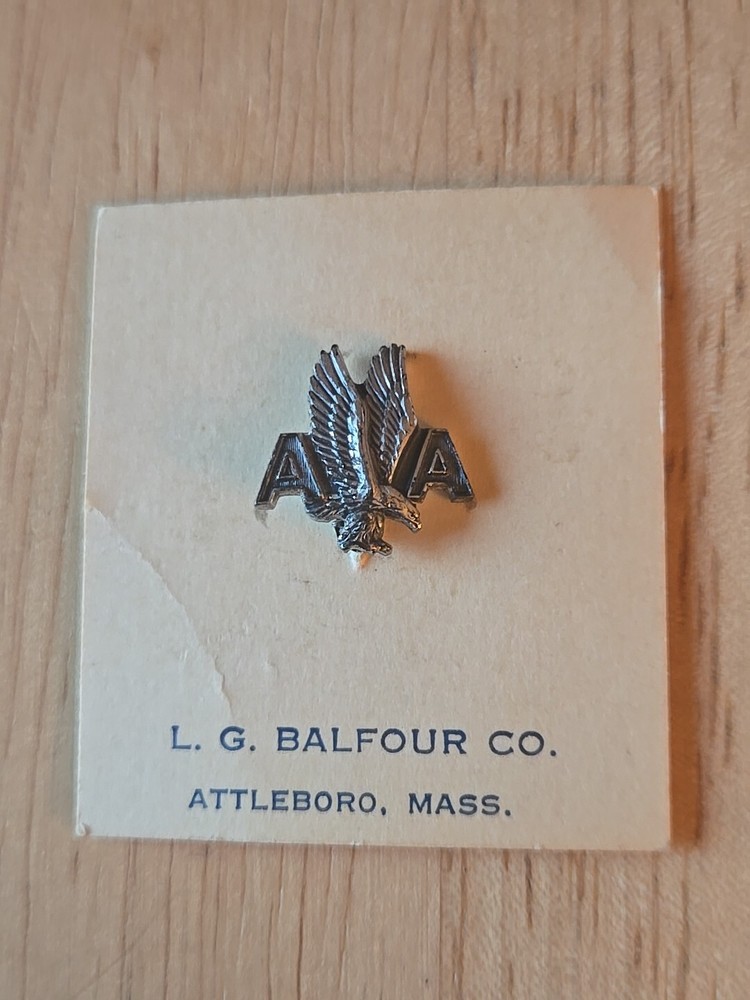 A A
L. G. BALFOUR CO.
ATTLEBORO, MASS.